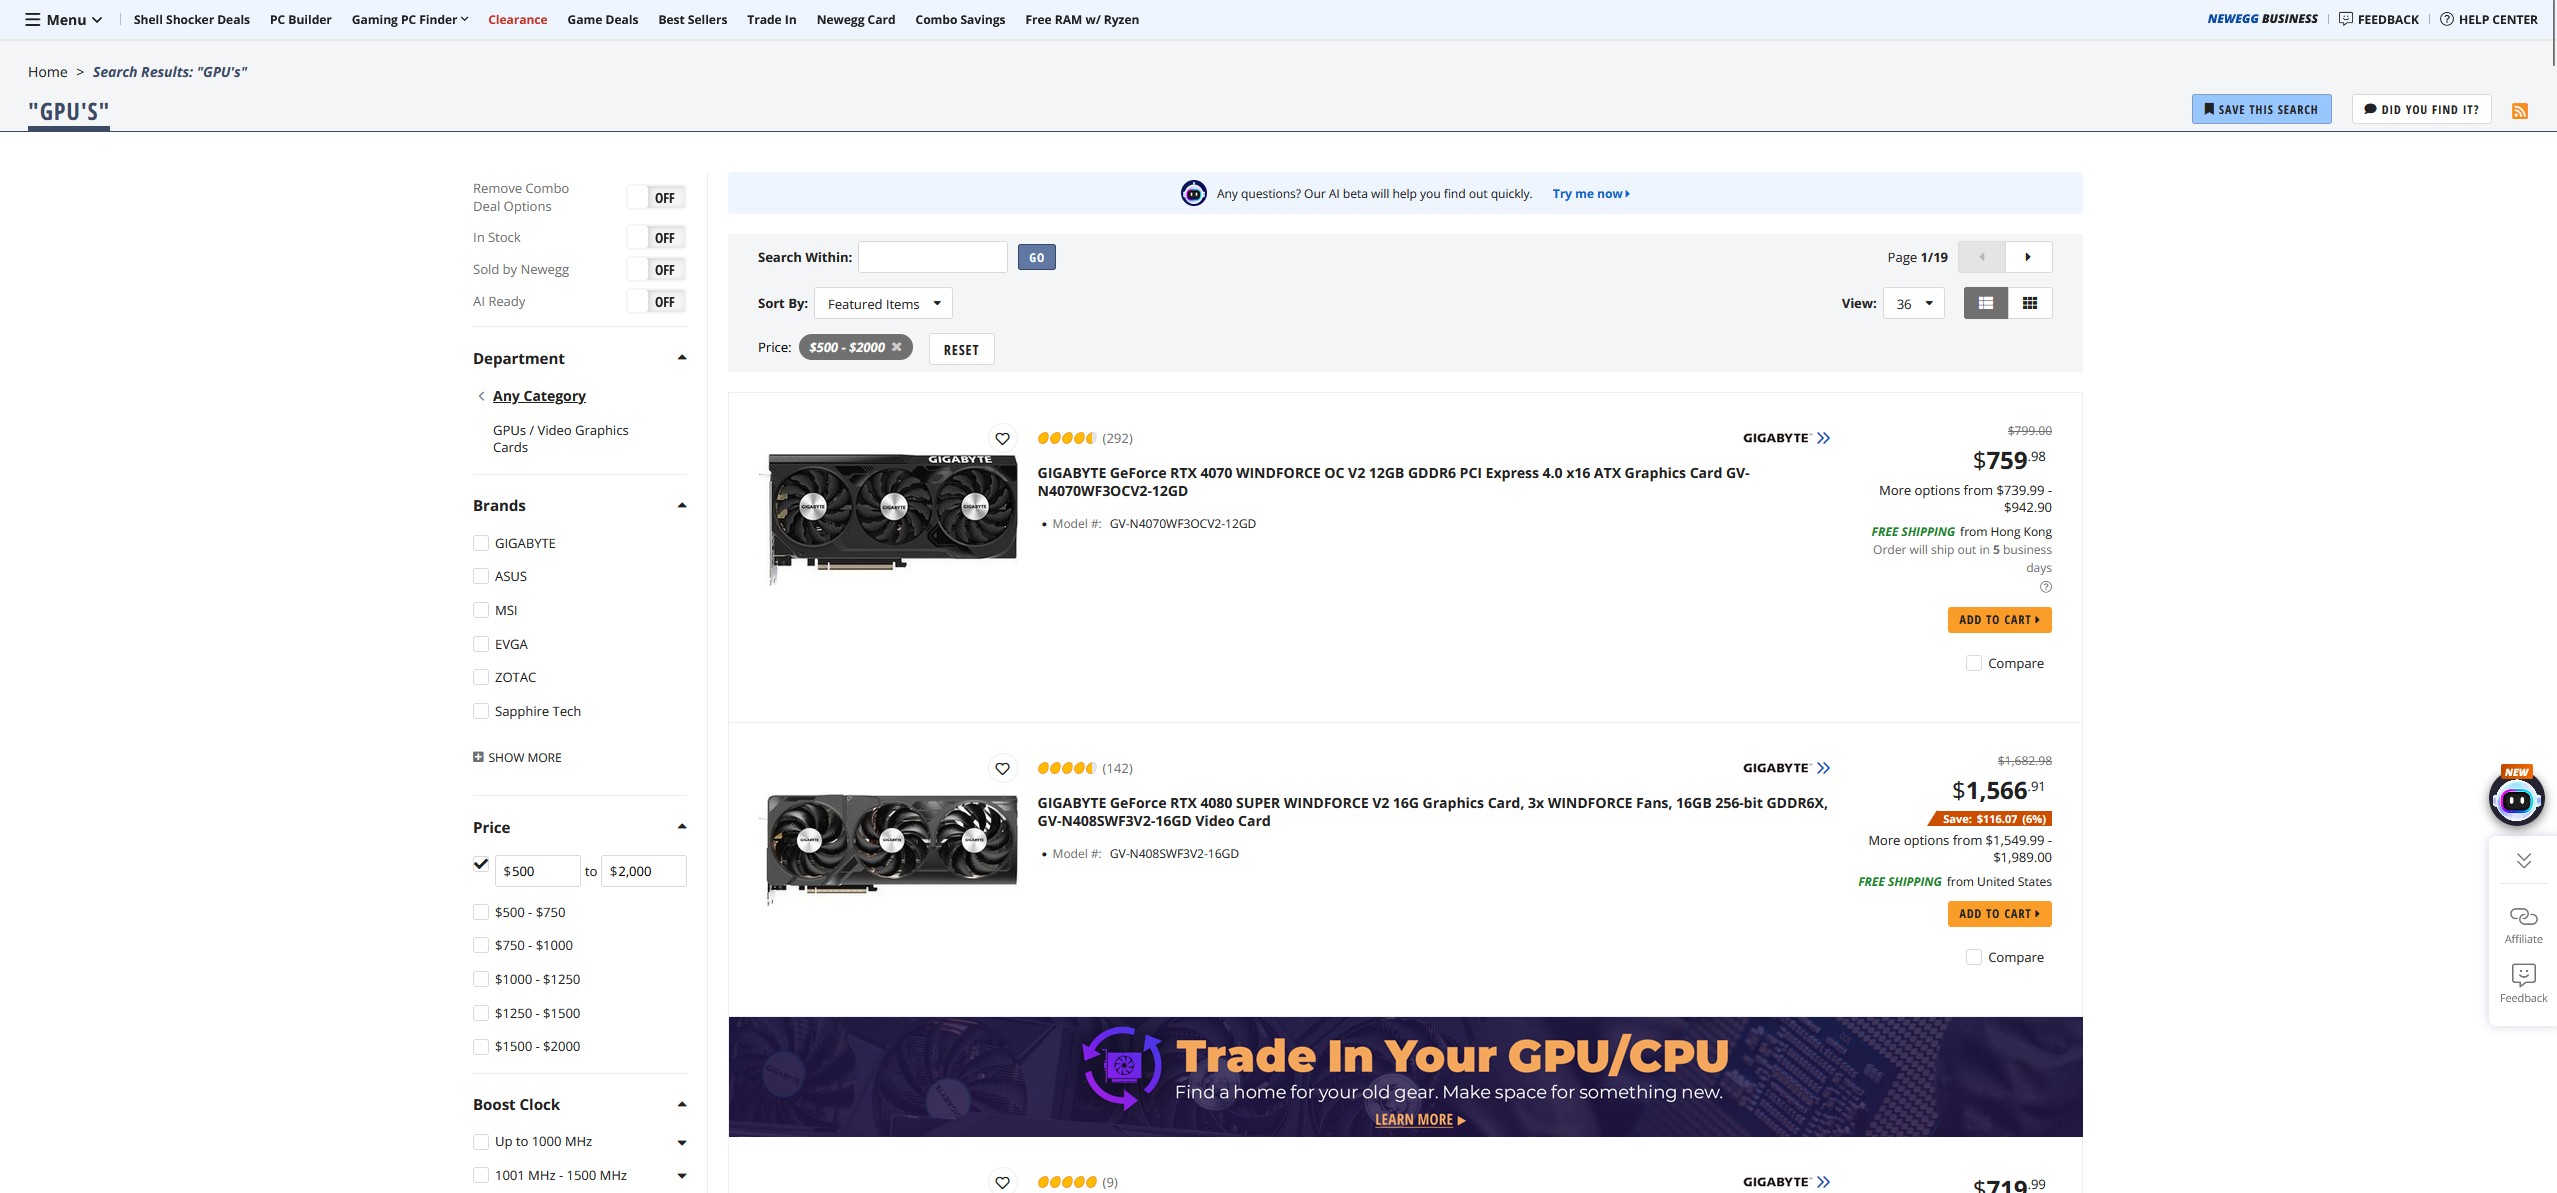 Menu
Shell Shocker Deals
PC Builder
Gaming PC Finder
Clearance
Game Deals
Best Sellers
Trade In
Newegg Card
Combo Savings
Free RAM w/ Ryzen
NEWEGG BUSINESS
FEEDBACK
HELP CENTER
Home > Search Results: "GPU's"
"GPU'S"
SAVE THIS SEARCH
DID YOU FIND IT?
Remove Combo
Deal Options
OFF
In Stock
OFF
Sold by Newegg
OFF
AI Ready
OFF
Department
Any Category
GPUs / Video Graphics
Cards
Brands
GIGABYTE
ASUS
MSI
EVGA
ZOTAC
Sapphire Tech
SHOW MORE
Price
$500 to $2,000
$500 - $750
$750 - $1000
$1000 - $1250
$1250 - $1500
$1500 - $2000
Boost Clock
Up to 1000 MHz
1001 MHz - 1500 MHz
Any questions? Our AI beta will help you find out quickly. Try me now
Search Within:
GO
Page 1/19
Sort By: Featured Items
View: 36
Price: $500 - $2000
RESET
GIGABYTE
GIGABYTE
GIGABYTE
GIGABYTE
(292)
GIGABYTE
GIGABYTE GeForce RTX 4070 WINDFORCE OC V2 12GB GDDR6 PCI Express 4.0 x16 ATX Graphics Card GV-
N4070WF3OCV2-12GD
• Model #: GV-N4070WF3OCV2-12GD
$799.00
$759.98
More options from $739.99 -
$942.90
FREE SHIPPING from Hong Kong
Order will ship out in 5 business
days
ADD TO CART
Compare
GIGABYTE
GIGABYTE
GIGABYTE
(142)
GIGABYTE
GIGABYTE GeForce RTX 4080 SUPER WINDFORCE V2 16G Graphics Card, 3x WINDFORCE Fans, 16GB 256-bit GDDR6X,
GV-N408SWF3V2-16GD Video Card
• Model #: GV-N408SWF3V2-16GD
$1,682.98
$1,566.91
Save: $116.07 (6%)
More options from $1,549.99 -
$1,989.00
FREE SHIPPING from United States
ADD TO CART
Compare
Trade In Your GPU/CPU
Find a home for your old gear. Make space for something new.
LEARN MORE
(9)
GIGABYTE
$719.99
NEW
Affiliate
Feedback